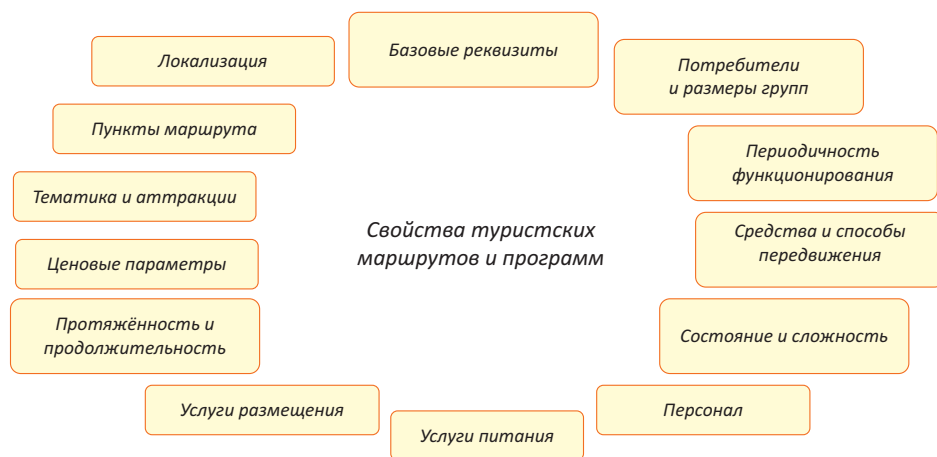 Базовые реквизиты
Локализация
Потребители
и размеры групп
Пункты маршрута
Периодичность
функционирования
Тематика и аттракции
Свойства туристских
маршрутов и программ
Средства и способы
передвижения
Ценовые параметры
Протяжённость и
продолжительность
Состояние и сложность
Услуги размещения
Персонал
Услуги питания